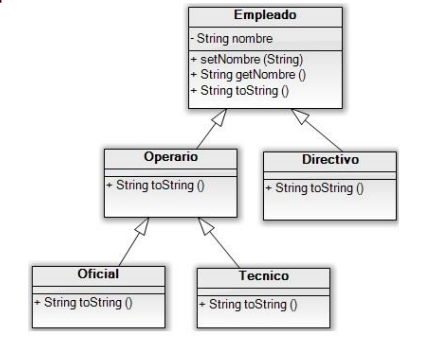 Empleado
- String nombre
+ setNombre (String)
+ String getNombre ()
+ String toString ()
Operario
+ String toString ()
Directivo
+ String toString ()
Oficial
+ String toString ()
Tecnico
+ String toString ()